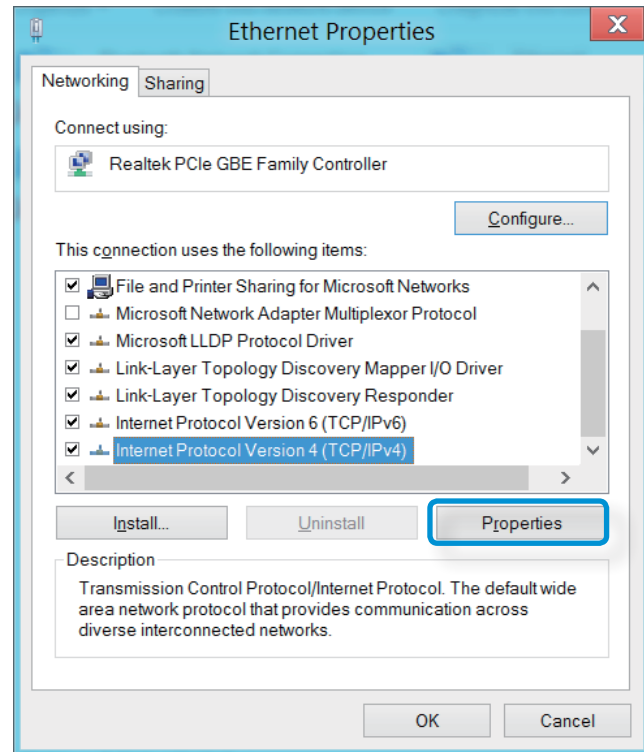 Ethernet Properties
X
Networking
Sharing
Connect using:
Realtek PCIe GBE Family Controller
Configure...
This connection uses the following items:
File and Printer Sharing for Microsoft Networks
Microsoft Network Adapter Multiplexor Protocol
Microsoft LLDP Protocol Driver
Link-Layer Topology Discovery Mapper I/O Driver
Link-Layer Topology Discovery Responder
Internet Protocol Version 6 (TCP/IPv6)
Internet Protocol Version 4 (TCP/IPv4)
Install...
Uninstall
Properties
Description
Transmission Control Protocol/Internet Protocol. The default wide
area network protocol that provides communication across
diverse interconnected networks.
OK
Cancel